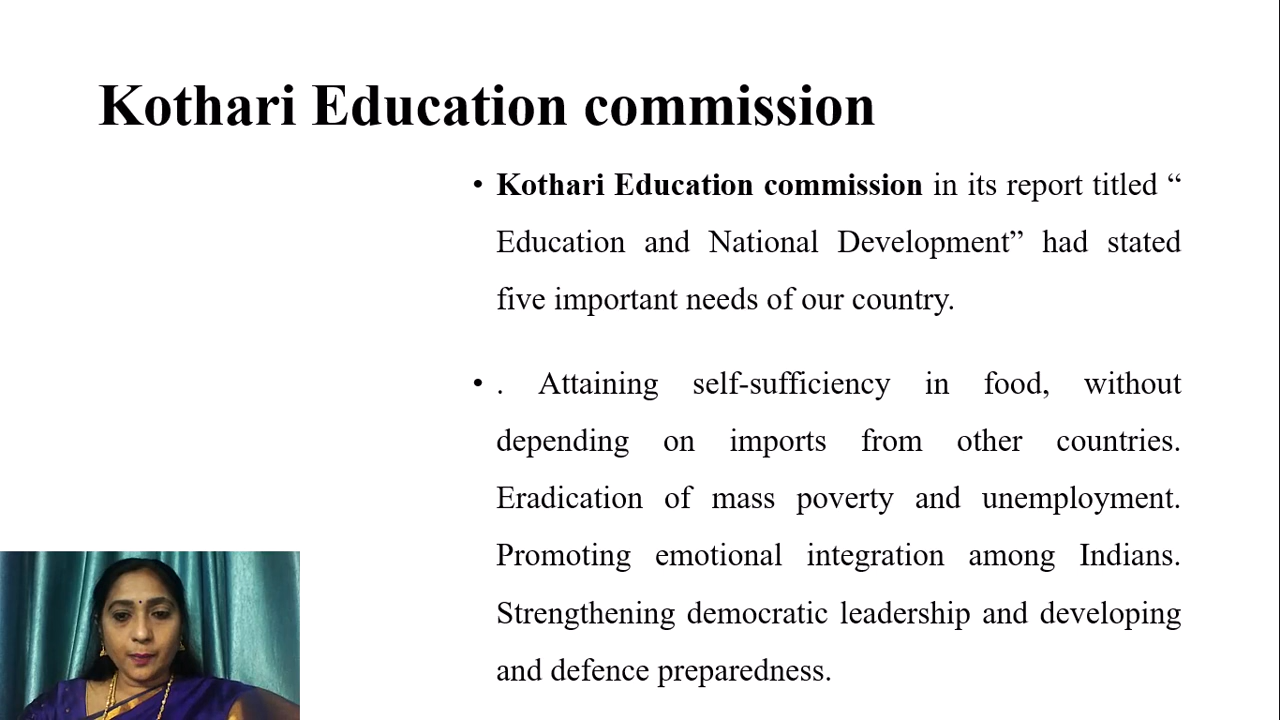 Kothari Education commission
• Kothari Education commission in its report titled “
Education and National Development” had stated
five important needs of our country.
• . Attaining self-sufficiency in food, without
depending on imports from other countries.
Eradication of mass poverty and unemployment.
Promoting emotional integration among Indians.
Strengthening democratic leadership and developing
and defence preparedness.